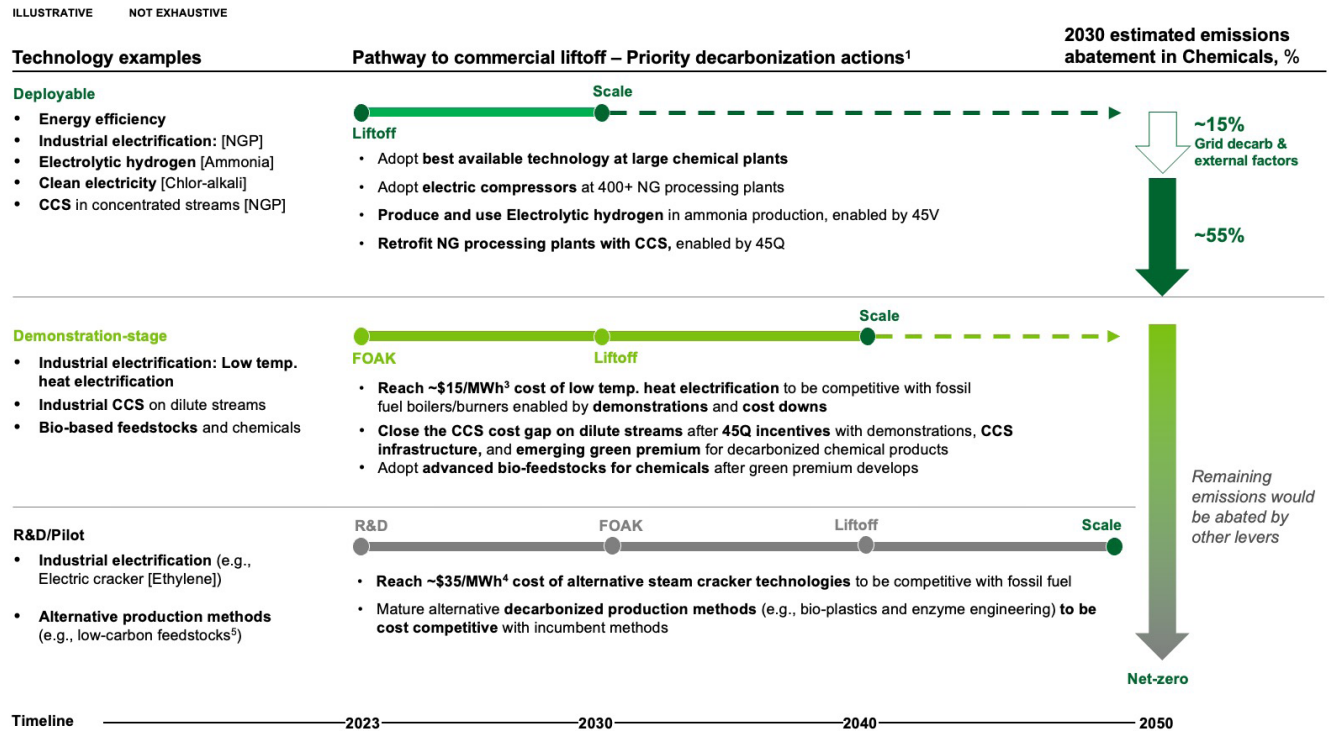 ILLUSTRATIVE NOT EXHAUSTIVE
Technology examples
Pathway to commercial liftoff – Priority decarbonization actions¹
2030 estimated emissions
abatement in Chemicals, %
Deployable
• Energy efficiency
• Industrial electrification: [NGP]
• Electrolytic hydrogen [Ammonia]
• Clean electricity [Chlor-alkali]
• CCS in concentrated streams [NGP]
Scale
Liftoff
• Adopt best available technology at large chemical plants
• Adopt electric compressors at 400+ NG processing plants
• Produce and use Electrolytic hydrogen in ammonia production, enabled by 45V
• Retrofit NG processing plants with CCS, enabled by 45Q
~15%
Grid decarb &
external factors
~55%
Demonstration-stage
• Industrial electrification: Low temp.
heat electrification
• Industrial CCS on dilute streams
• Bio-based feedstocks and chemicals
Scale
FOAK
Liftoff
• Reach ~$15/MWh³ cost of low temp. heat electrification to be competitive with fossil
fuel boilers/burners enabled by demonstrations and cost downs
• Close the CCS cost gap on dilute streams after 45Q incentives with demonstrations, CCS
infrastructure, and emerging green premium for decarbonized chemical products
• Adopt advanced bio-feedstocks for chemicals after green premium develops
Remaining
emissions would
be abated by
other levers
R&D/Pilot
• Industrial electrification (e.g.,
Electric cracker [Ethylene])
• Alternative production methods
(e.g., low-carbon feedstocks⁵)
R&D
FOAK
Liftoff
Scale
• Reach ~$35/MWh⁴ cost of alternative steam cracker technologies to be competitive with fossil fuel
• Mature alternative decarbonized production methods (e.g., bio-plastics and enzyme engineering) to be
cost competitive with incumbent methods
Net-zero
Timeline
2023
2030
2040
2050